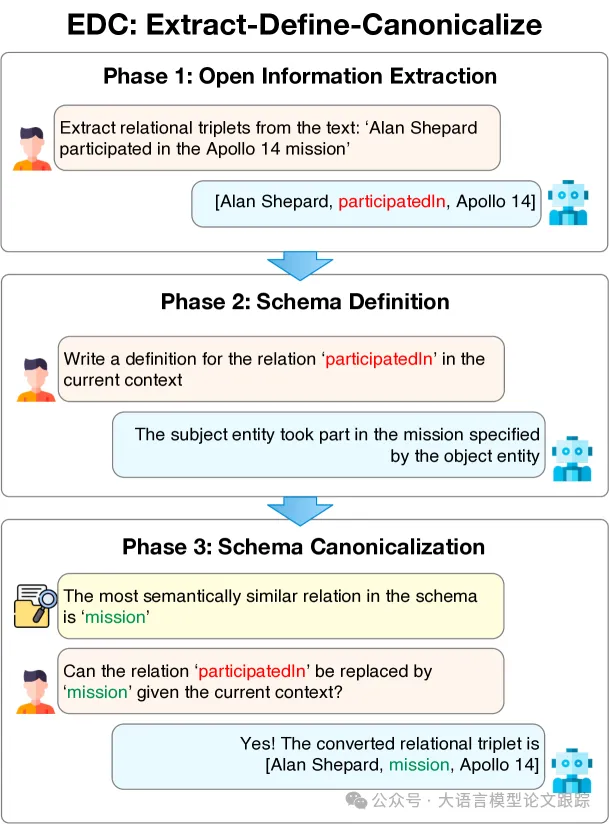 EDC: Extract-Define-Canonicalize
Phase 1: Open Information Extraction
Extract relational triplets from the text: ‘Alan Shepard
participated in the Apollo 14 mission’
[Alan Shepard, participatedIn, Apollo 14]
Phase 2: Schema Definition
Write a definition for the relation ‘participatedIn’ in the
current context
The subject entity took part in the mission specified
by the object entity
Phase 3: Schema Canonicalization
The most semantically similar relation in the schema
is ‘mission’
Can the relation ‘participatedIn’ be replaced by
‘mission’ given the current context?
Yes! The converted relational triplet is
[Alan Shepard, mission, Apollo 14]
公众号 · 大语言模型论文跟踪